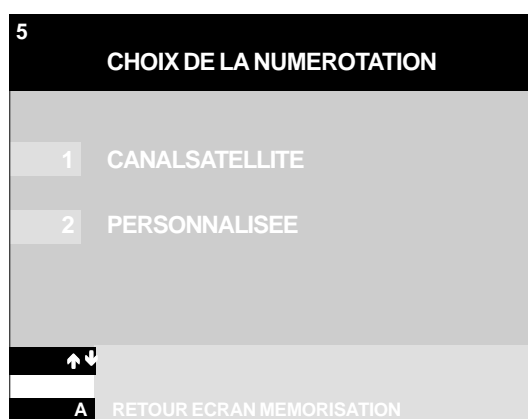 5
CHOIX DE LA NUMEROTATION
1 CANALSATELLITE
2 PERSONNALISEE
A RETOUR ECRAN MEMORISATION